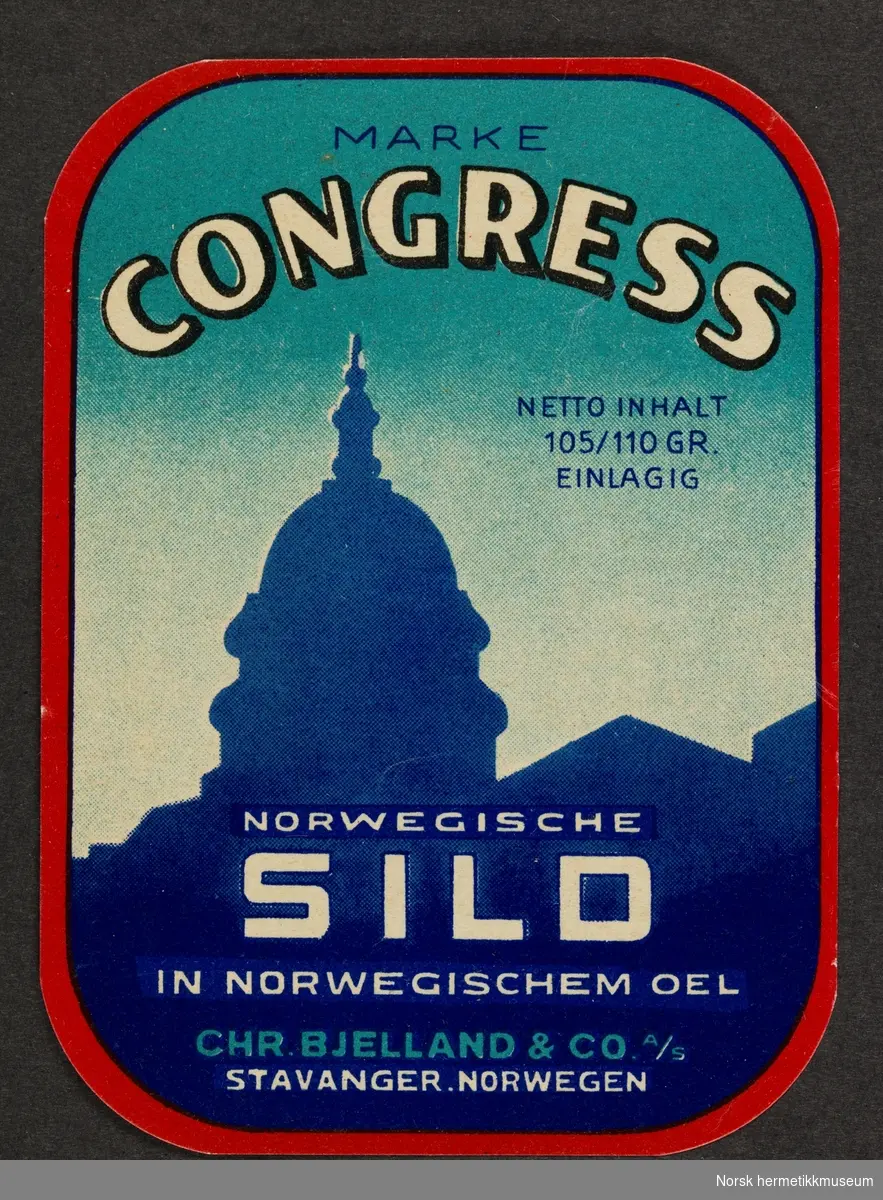 MARKE
CONGRESS
NETTO INHALT
105/110 GR.
EINLAGIG
NORWEGISCHE
SILD
IN NORWEGISCHEM OEL
CHR. BJELLAND & CO. A/S
STAVANGER. NORWEGEN
Norsk hermetikkmuseum